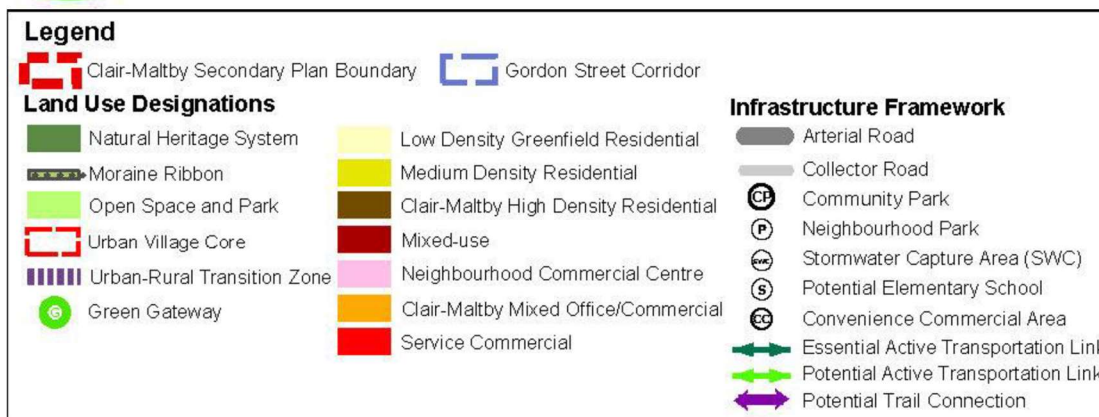 Legend
Clair-Maltby Secondary Plan Boundary
Gordon Street Corridor
Land Use Designations
Natural Heritage System
Moraine Ribbon
Open Space and Park
Urban Village Core
Urban-Rural Transition Zone
G
Green Gateway
Low Density Greenfield Residential
Medium Density Residential
Clair-Maltby High Density Residential
Mixed-use
Neighbourhood Commercial Centre
Clair-Maltby Mixed Office/Commercial
Service Commercial
Infrastructure Framework
Arterial Road
Collector Road
CP Community Park
P Neighbourhood Park
SWC Stormwater Capture Area (SWC)
S Potential Elementary School
CC Convenience Commercial Area
Essential Active Transportation Link
Potential Active Transportation Link
Potential Trail Connection